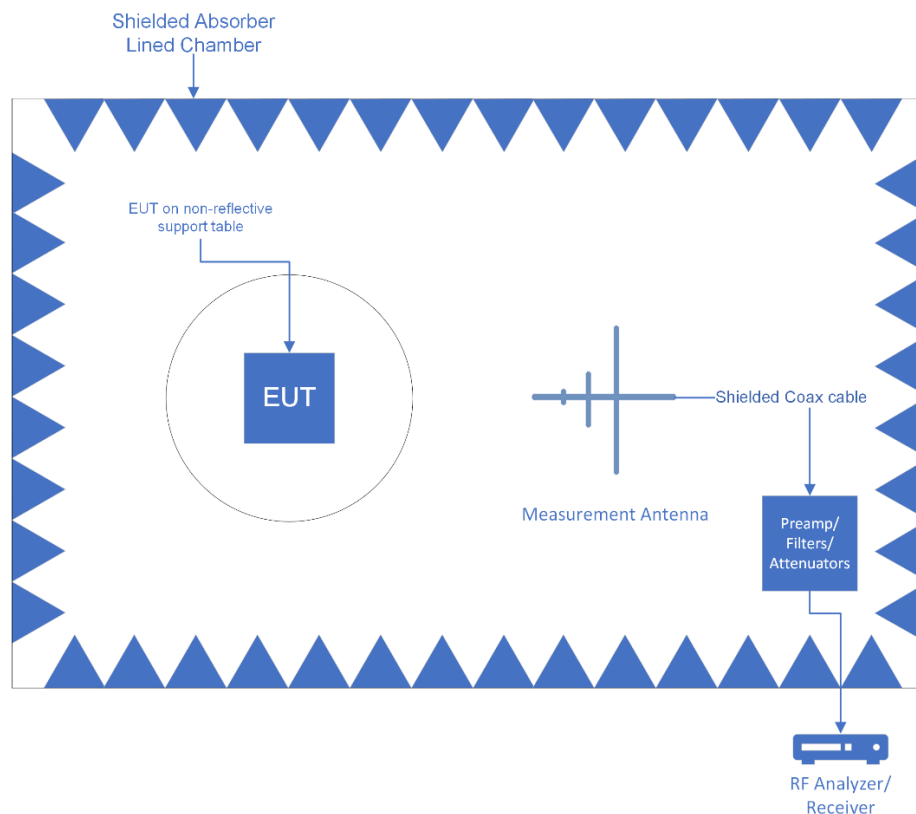 Shielded Absorber
Lined Chamber
EUT on non-reflective
support table
EUT
Shielded Coax cable
Measurement Antenna
Preamp/
Filters/
Attenuators
RF Analyzer/
Receiver